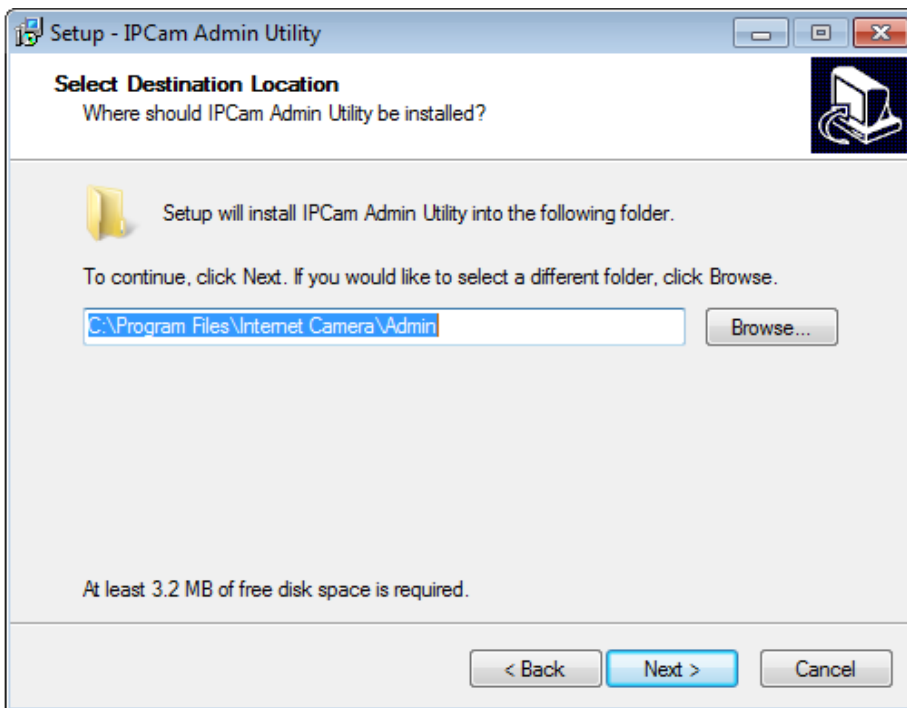 Setup - IPCam Admin Utility
Select Destination Location
Where should IPCam Admin Utility be installed?
Setup will install IPCam Admin Utility into the following folder.
To continue, click Next. If you would like to select a different folder, click Browse.
C:\Program Files\Internet Camera\Admin
Browse...
At least 3.2 MB of free disk space is required.
< Back
Next >
Cancel